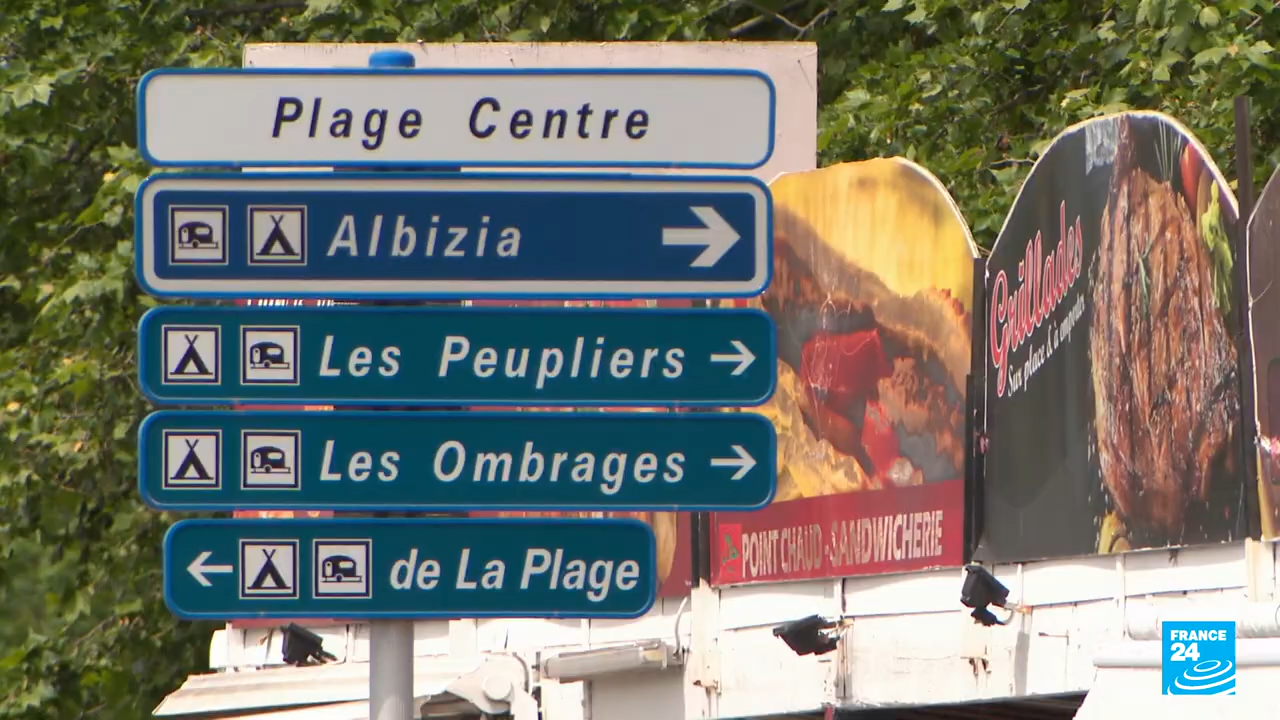 Plage Centre
Albizia
Les Peupliers
Les Ombrages
de La Plage
Grillades
Sur place & à emporter
POINT CHAUD - SANDWICHERIE
FRANCE
24